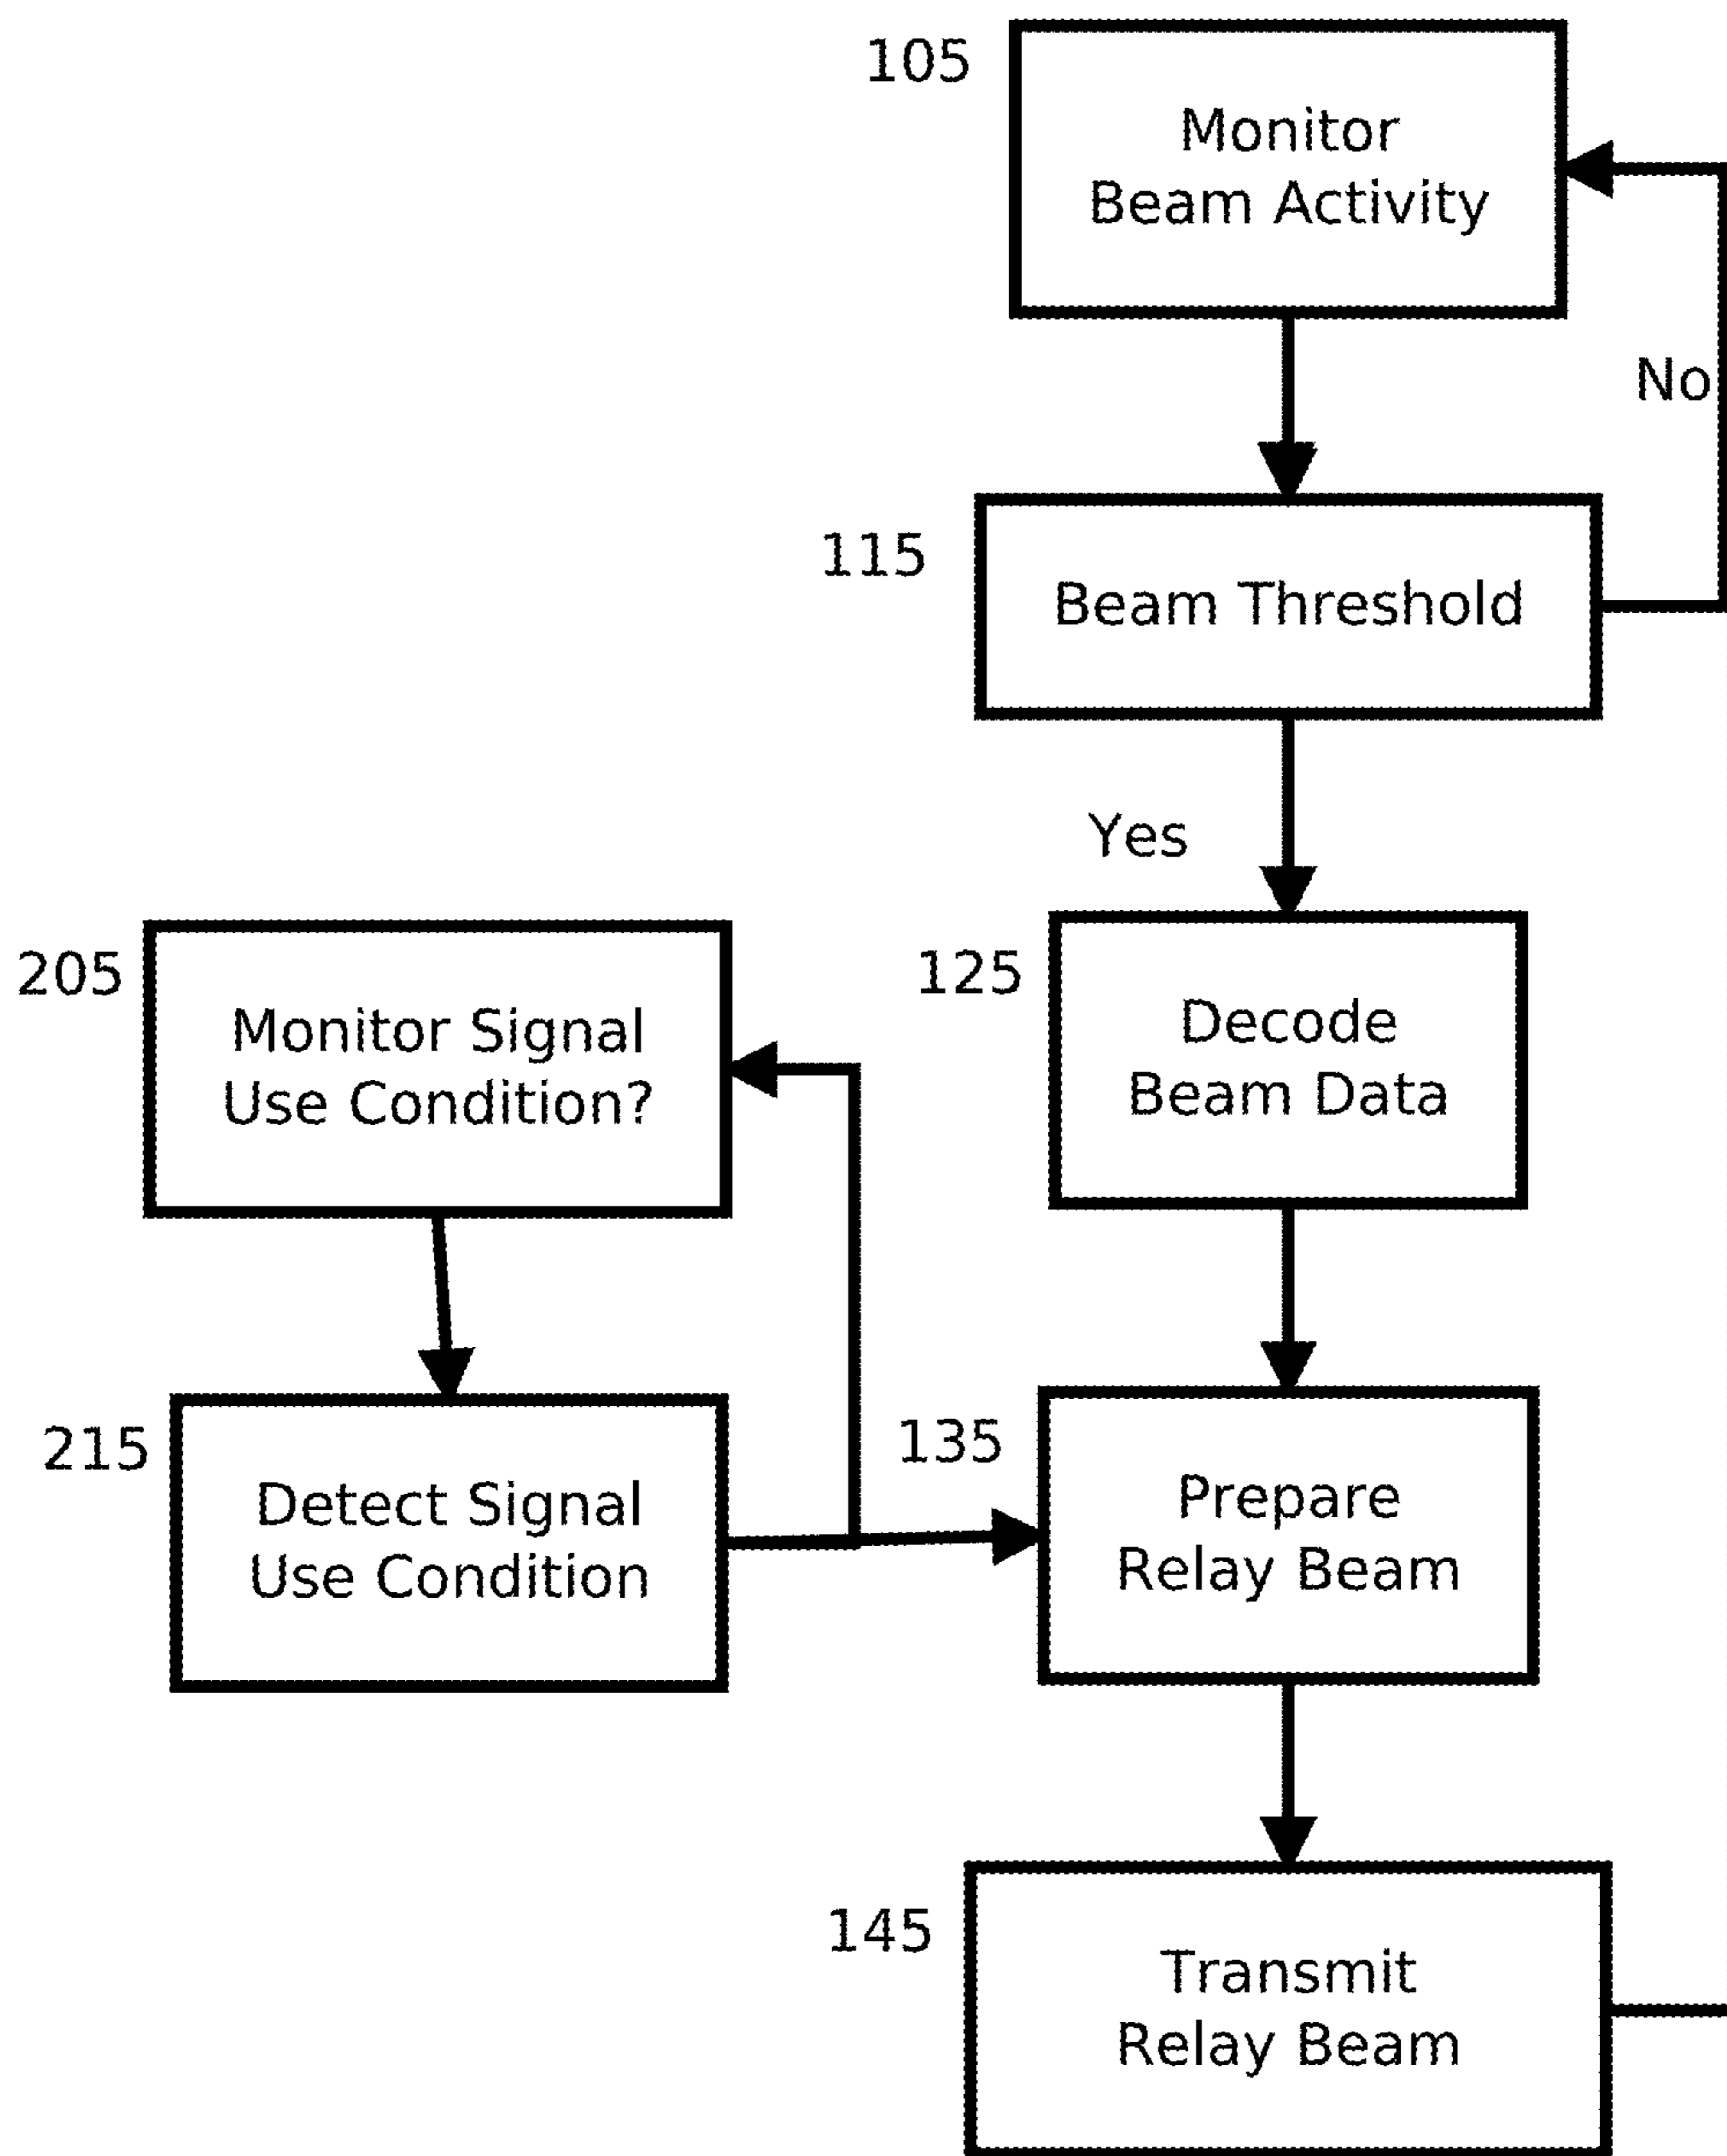 105
Monitor
Beam Activity
No
115
Beam Threshold
Yes
205
Monitor Signal
Use Condition?
125
Decode
Beam Data
215
Detect Signal
Use Condition
135
Prepare
Relay Beam
145
Transmit
Relay Beam